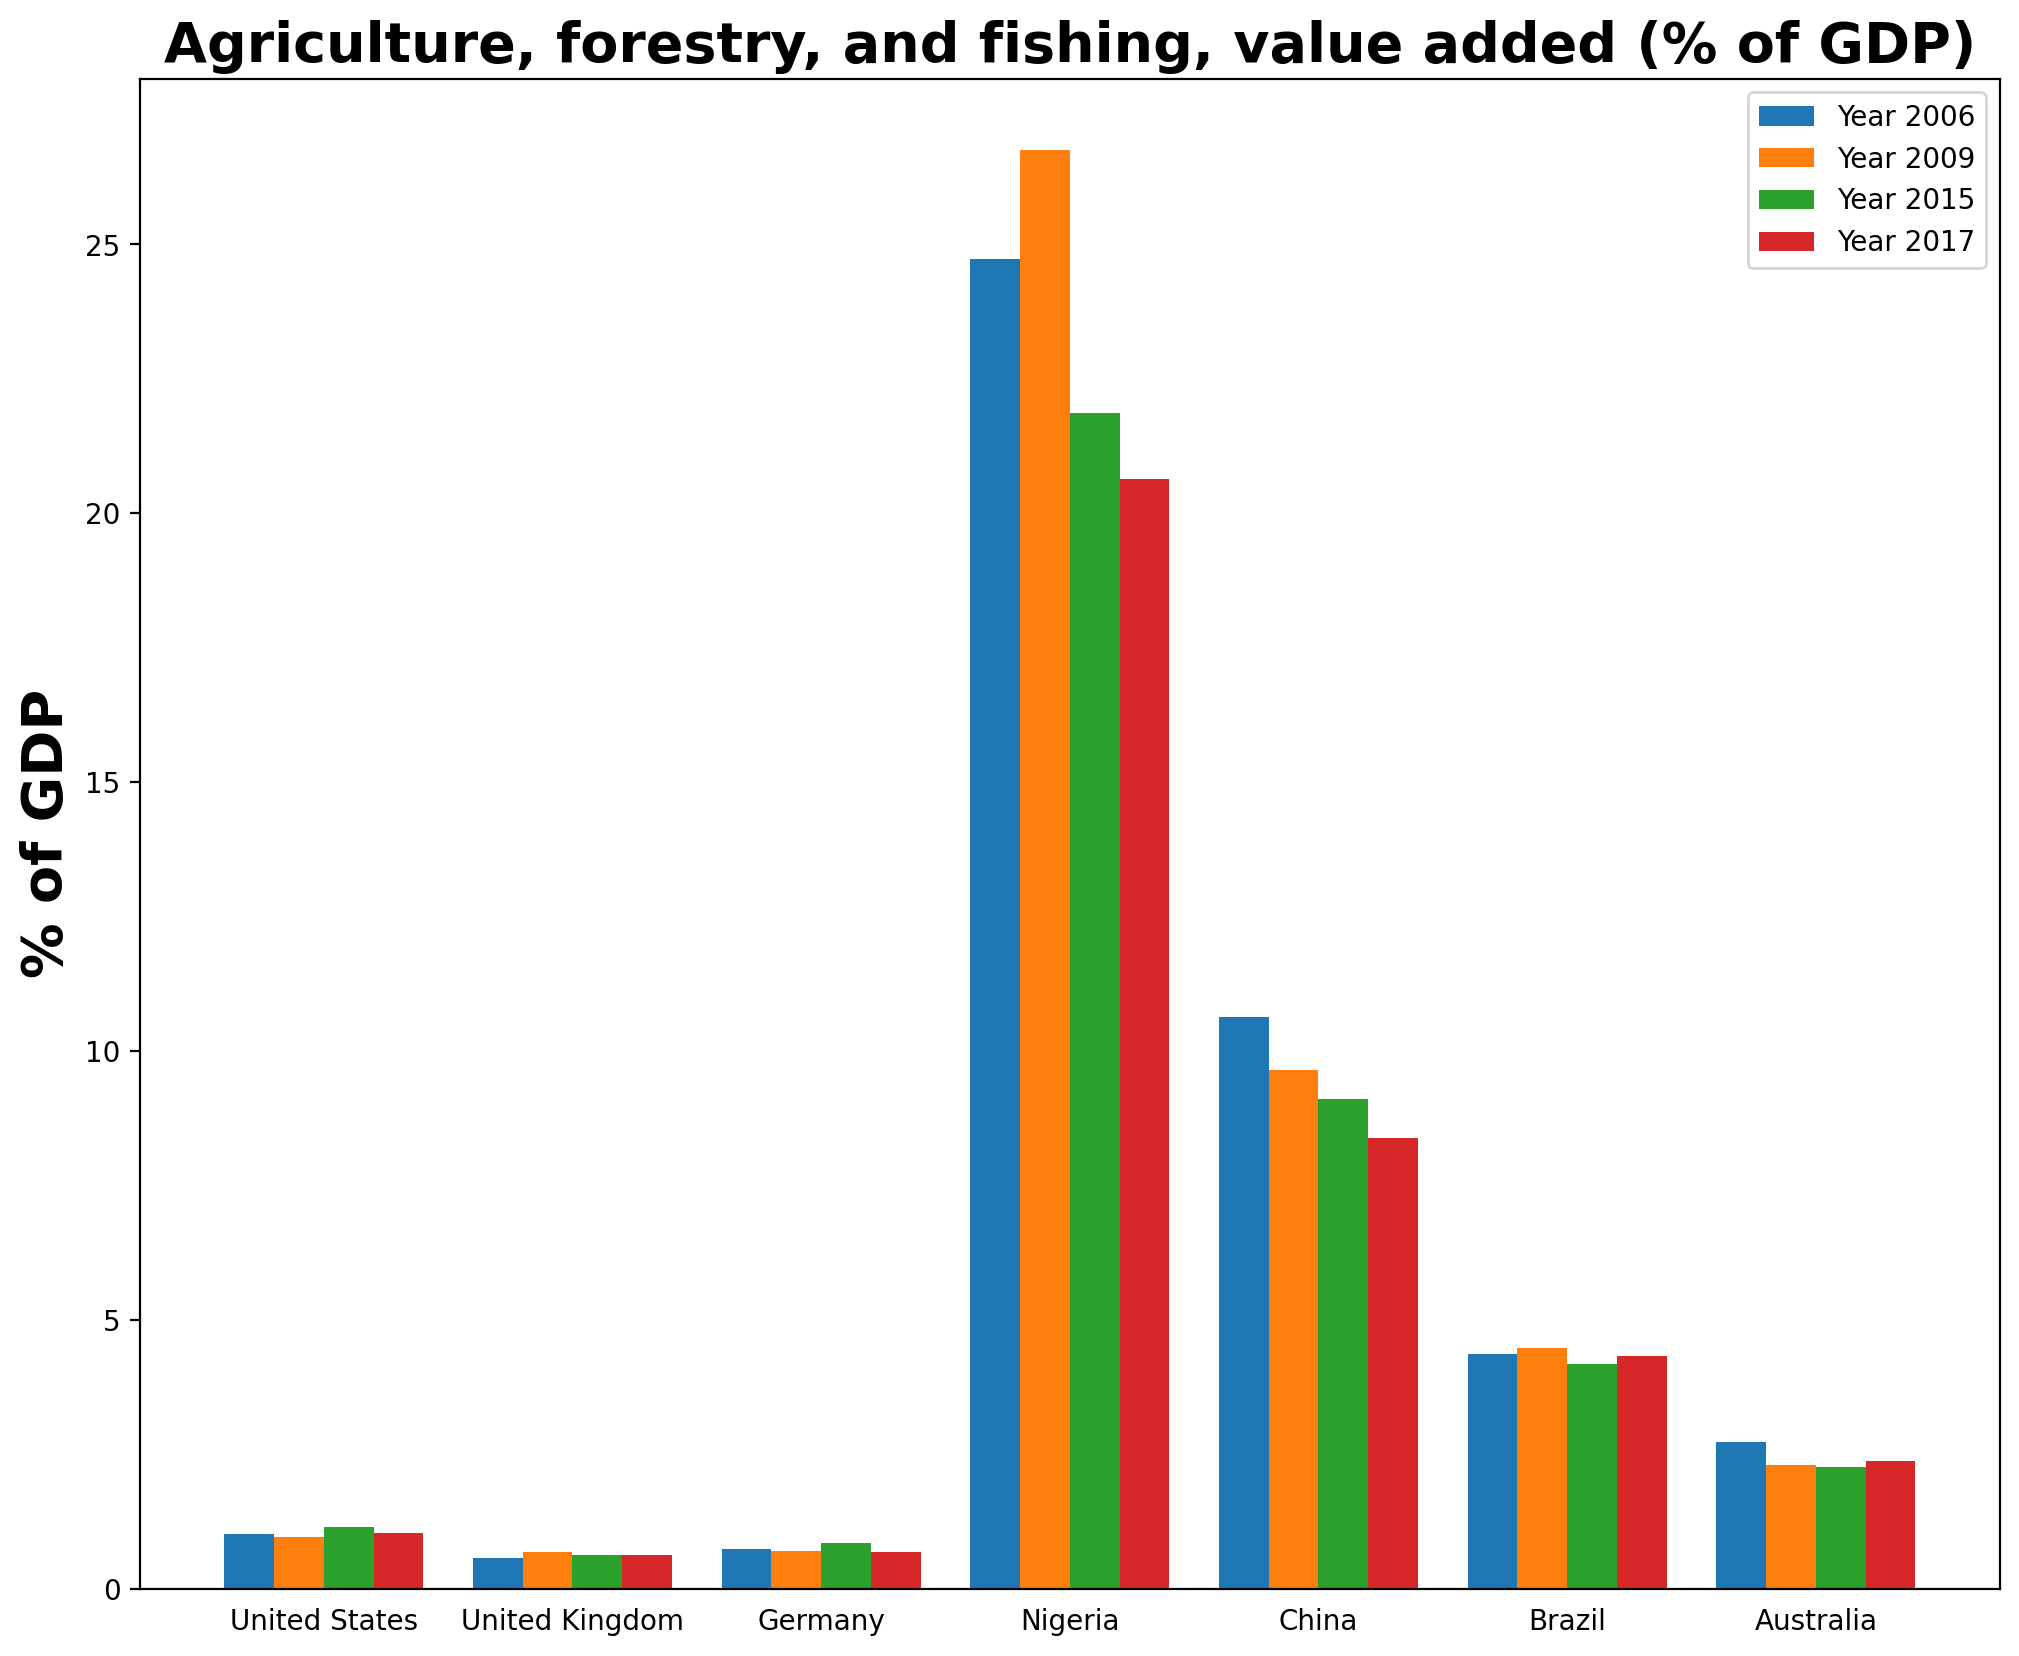 Agriculture, forestry, and fishing, value added (% of GDP)
Year 2006
Year 2009
Year 2015
Year 2017
% of GDP
25
20
15
10
5
0
United States United Kingdom Germany Nigeria China Brazil Australia